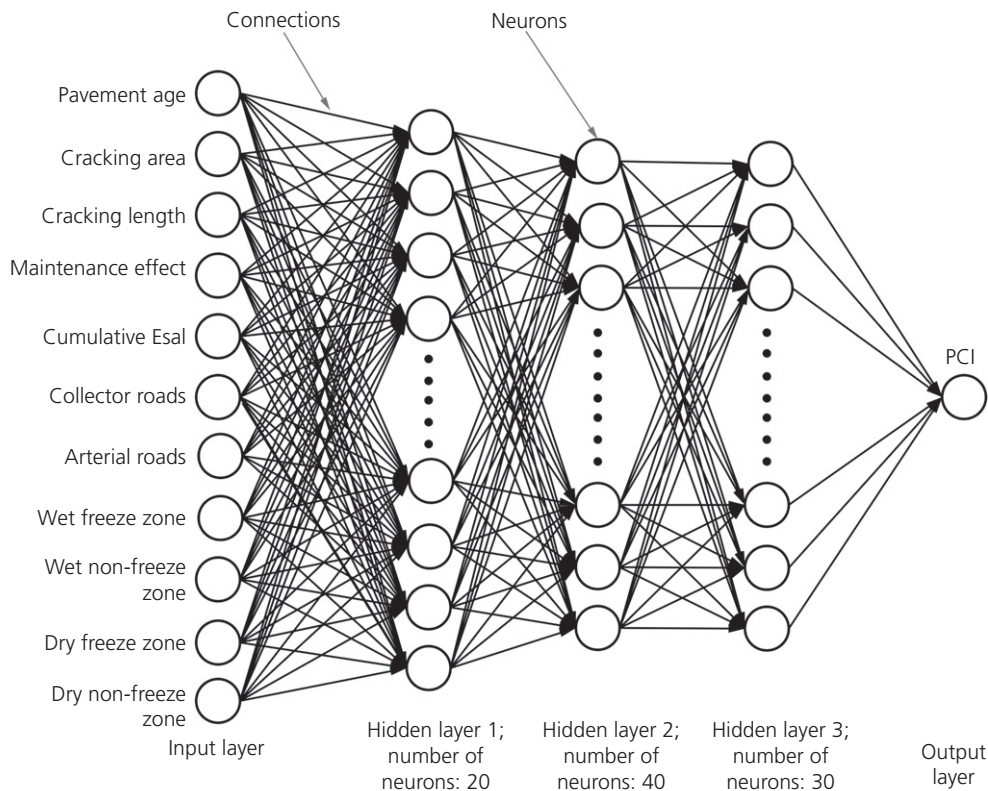 Connections
Neurons
Pavement age
Cracking area
Cracking length
Maintenance effect
Cumulative Esal
Collector roads
Arterial roads
Wet freeze zone
Wet non-freeze
zone
Dry freeze zone
Dry non-freeze
zone
PCI
Input layer
Hidden layer 1;
number of
neurons: 20
Hidden layer 2;
number of
neurons: 40
Hidden layer 3;
number of
neurons: 30
Output
layer